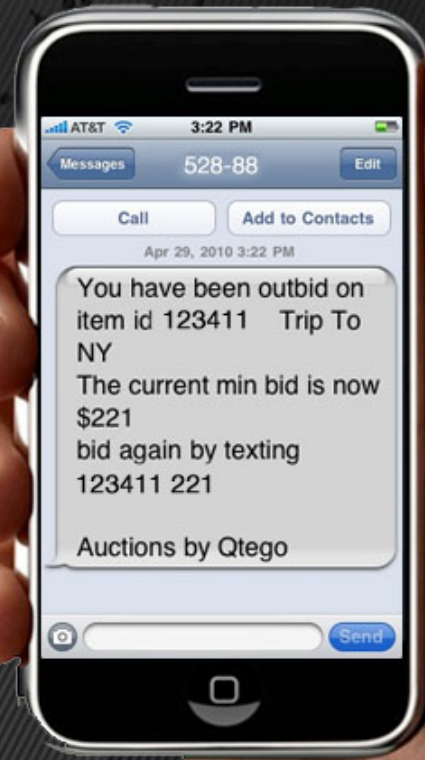 AT&T 3:22 PM
Messages 528-88 Edit
Call Add to Contacts
Apr 29, 2010 3:22 PM
You have been outbid on
item id 123411 Trip To
NY
The current min bid is now
$221
bid again by texting
123411 221
Auctions by Qtego
Send